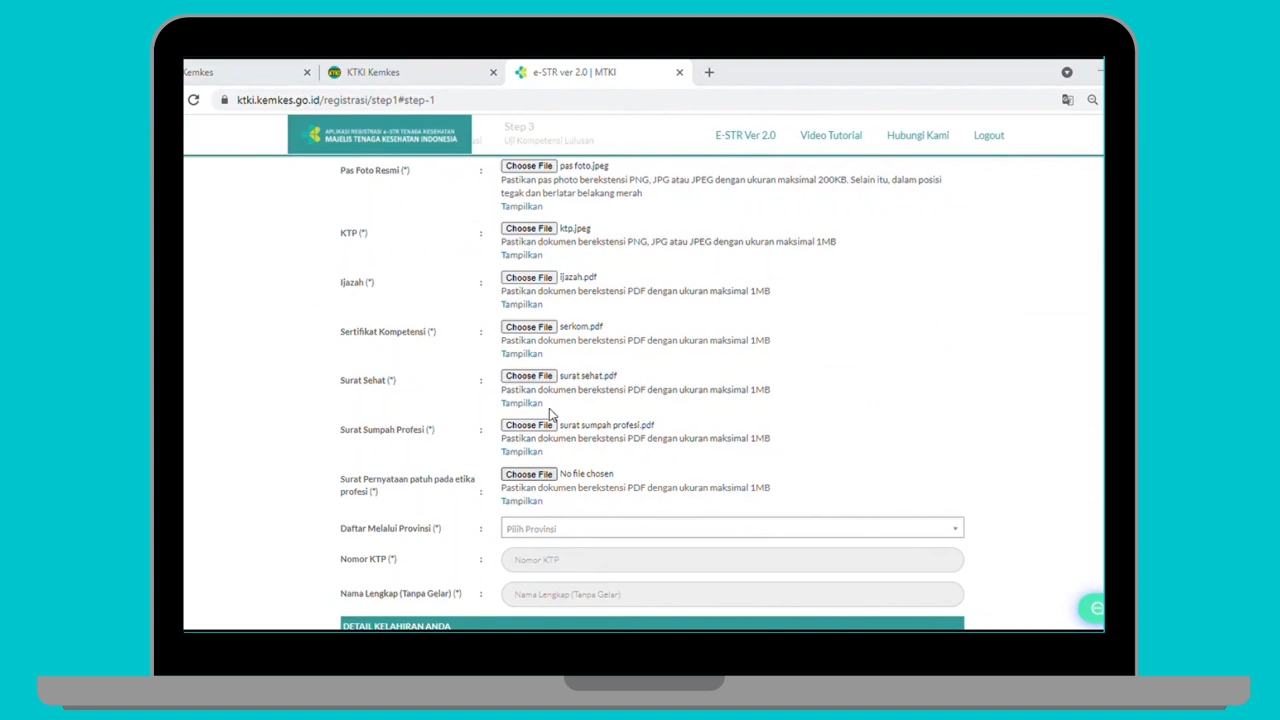 Kemkes
KTKI Kemkes
e-STR ver 2.0 | MTKI
ktki.kemkes.go.id/registrasi/step1#step-1
APLIKASI REGISTRASI e-STR TENAGA KESEHATAN
MAJELIS TENAGA KESEHATAN INDONESIA
Step 3
Uji Kompetensi Lulusan
E-STR Ver 2.0
Video Tutorial
Hubungi Kami
Logout
Pas Foto Resmi (*) : Choose File pas foto.jpeg
Pastikan pas photo berekstensi PNG, JPG atau JPEG dengan ukuran maksimal 200KB. Selain itu, dalam posisi
tegak dan berlatar belakang merah
Tampilkan
KTP (*) : Choose File ktp.jpeg
Pastikan dokumen berekstensi PNG, JPG atau JPEG dengan ukuran maksimal 1MB
Tampilkan
Ijazah (*) : Choose File ijazah.pdf
Pastikan dokumen berekstensi PDF dengan ukuran maksimal 1MB
Tampilkan
Sertifikat Kompetensi (*) : Choose File serkom.pdf
Pastikan dokumen berekstensi PDF dengan ukuran maksimal 1MB
Tampilkan
Surat Sehat (*) : Choose File surat sehat.pdf
Pastikan dokumen berekstensi PDF dengan ukuran maksimal 1MB
Tampilkan
Surat Sumpah Profesi (*) : Choose File surat sumpah profesi.pdf
Pastikan dokumen berekstensi PDF dengan ukuran maksimal 1MB
Tampilkan
Surat Pernyataan patuh pada etika
profesi (*) : Choose File No file chosen
Pastikan dokumen berekstensi PDF dengan ukuran maksimal 1MB
Tampilkan
Daftar Melalui Provinsi (*) : Pilih Provinsi
Nomor KTP (*) : Nomor KTP
Nama Lengkap (Tanpa Gelar) (*) : Nama Lengkap (Tanpa Gelar)
DETAIL KELAHIRAN ANDA